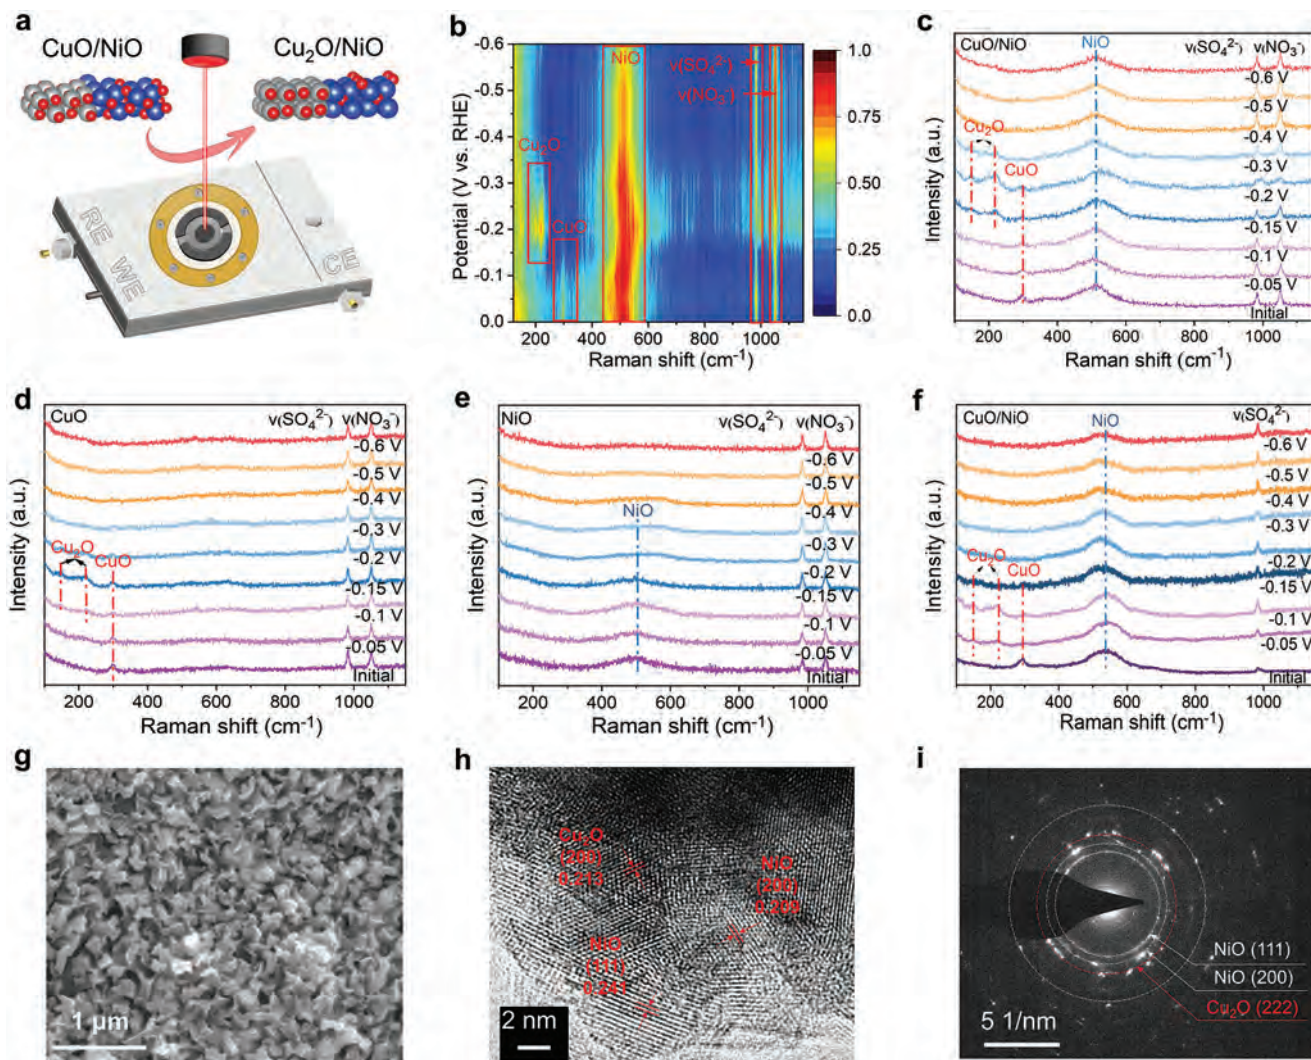 a
CuO/NiO
Cu₂O/NiO
RE
WE
CE
b
Potential (V vs. RHE)
-0.6
-0.5
-0.4
-0.3
-0.2
-0.1
0.0
NiO
ν(SO₄²⁻)
ν(NO₃⁻)
Cu₂O
CuO
200 400 600 800 1000
Raman shift (cm⁻¹)
1.0
0.75
0.50
0.25
0.0
c
CuO/NiO
NiO
ν(SO₄²⁻) ν(NO₃⁻)
-0.6 V
-0.5 V
-0.4 V
Cu₂O
-0.3 V
CuO
-0.2 V
-0.15 V
-0.1 V
-0.05 V
Initial
Intensity (a.u.)
200 400 600 800 1000
Raman shift (cm⁻¹)
d
CuO
ν(SO₄²⁻) ν(NO₃⁻)
-0.6 V
-0.5 V
-0.4 V
-0.3 V
Cu₂O
CuO
-0.2 V
-0.15 V
-0.1 V
-0.05 V
Initial
Intensity (a.u.)
200 400 600 800 1000
Raman shift (cm⁻¹)
e
NiO
ν(SO₄²⁻) ν(NO₃⁻)
-0.6 V
-0.5 V
-0.4 V
NiO
-0.3 V
-0.2 V
-0.15 V
-0.1 V
-0.05 V
Initial
Intensity (a.u.)
200 400 600 800 1000
Raman shift (cm⁻¹)
f
CuO/NiO
NiO
ν(SO₄²⁻)
-0.6 V
-0.5 V
-0.4 V
-0.3 V
Cu₂O
CuO
-0.2 V
-0.15 V
-0.1 V
-0.05 V
Initial
Intensity (a.u.)
200 400 600 800 1000
Raman shift (cm⁻¹)
g
1 μm
h
Cu₂O
(200)
0.213
NiO
(200)
0.209
NiO
(111)
0.241
2 nm
i
NiO (111)
NiO (200)
Cu₂O (222)
5 1/nm